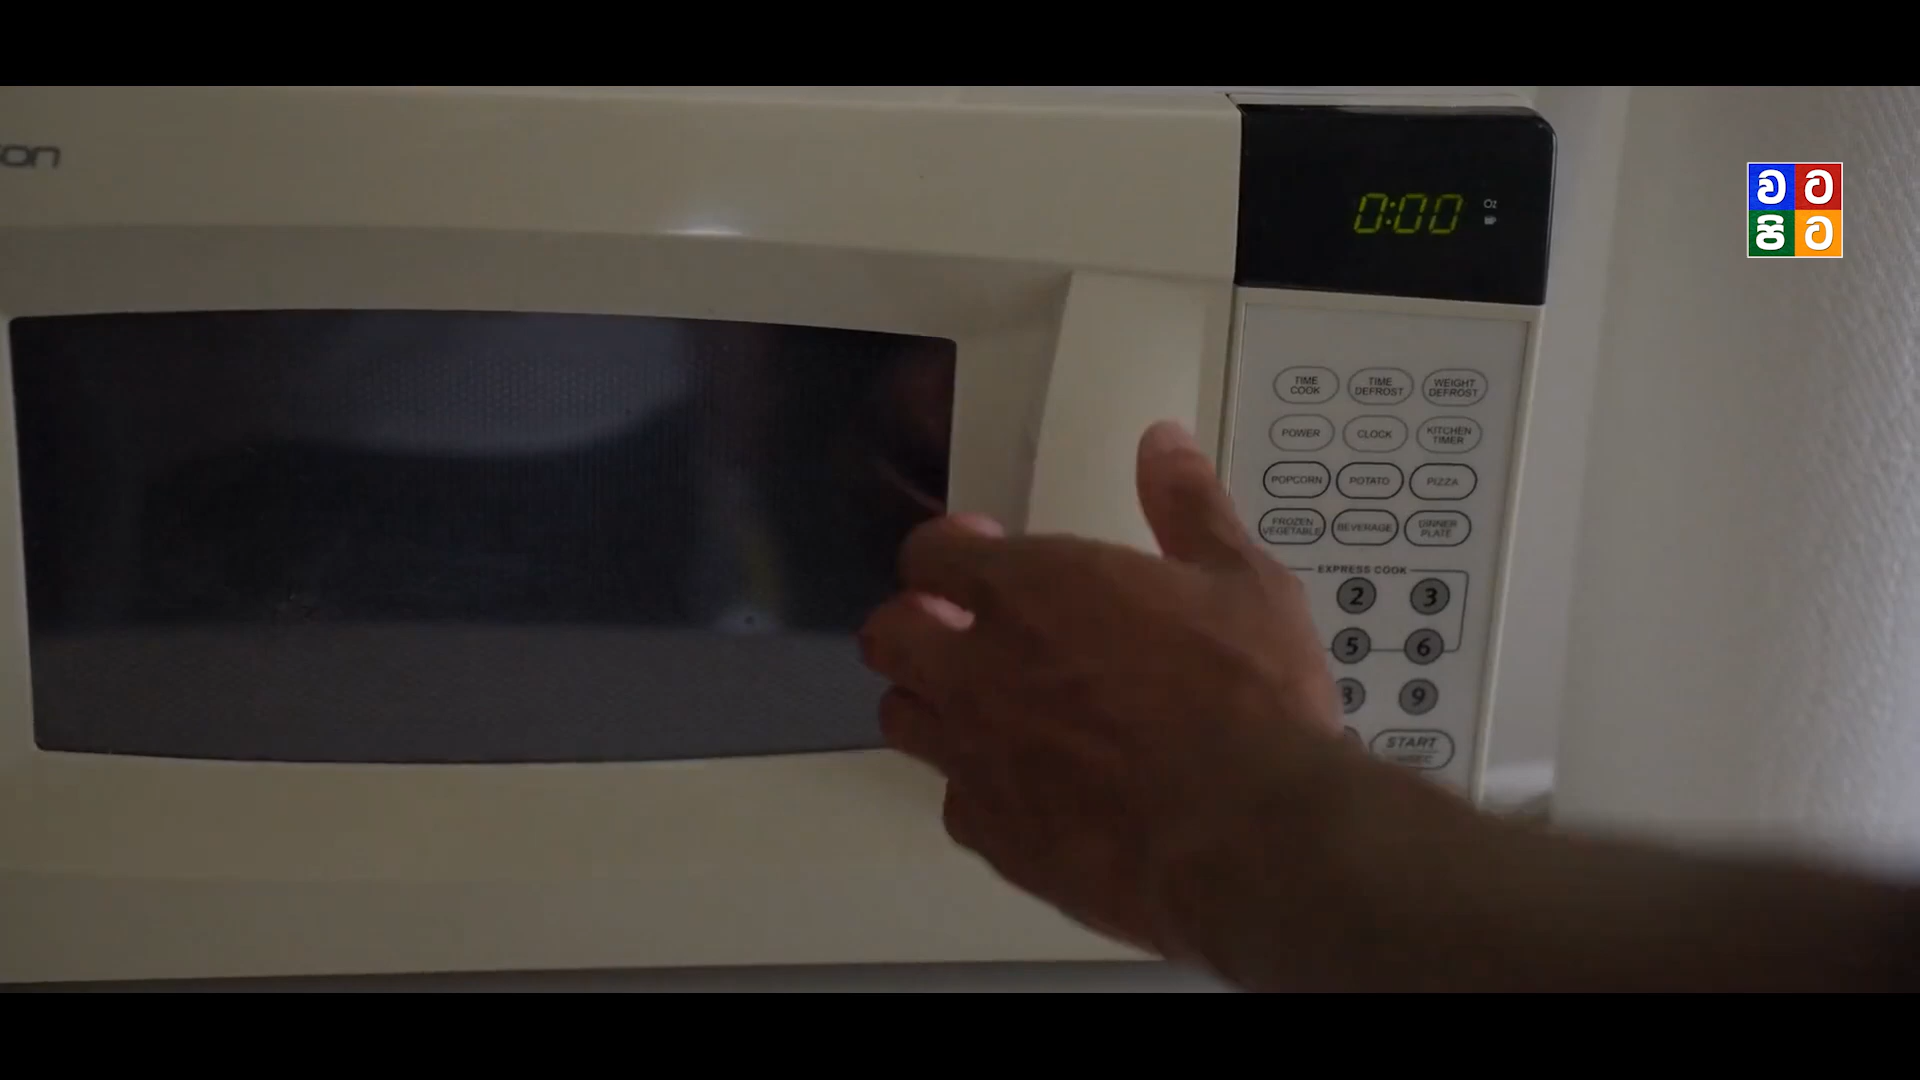 on
0:00
Oz
TIME COOK
TIME DEFROST
WEIGHT DEFROST
POWER
CLOCK
KITCHEN TIMER
POPCORN
POTATO
PIZZA
FROZEN VEGETABLE
BEVERAGE
DINNER PLATE
EXPRESS COOK
2
3
5
6
9
START